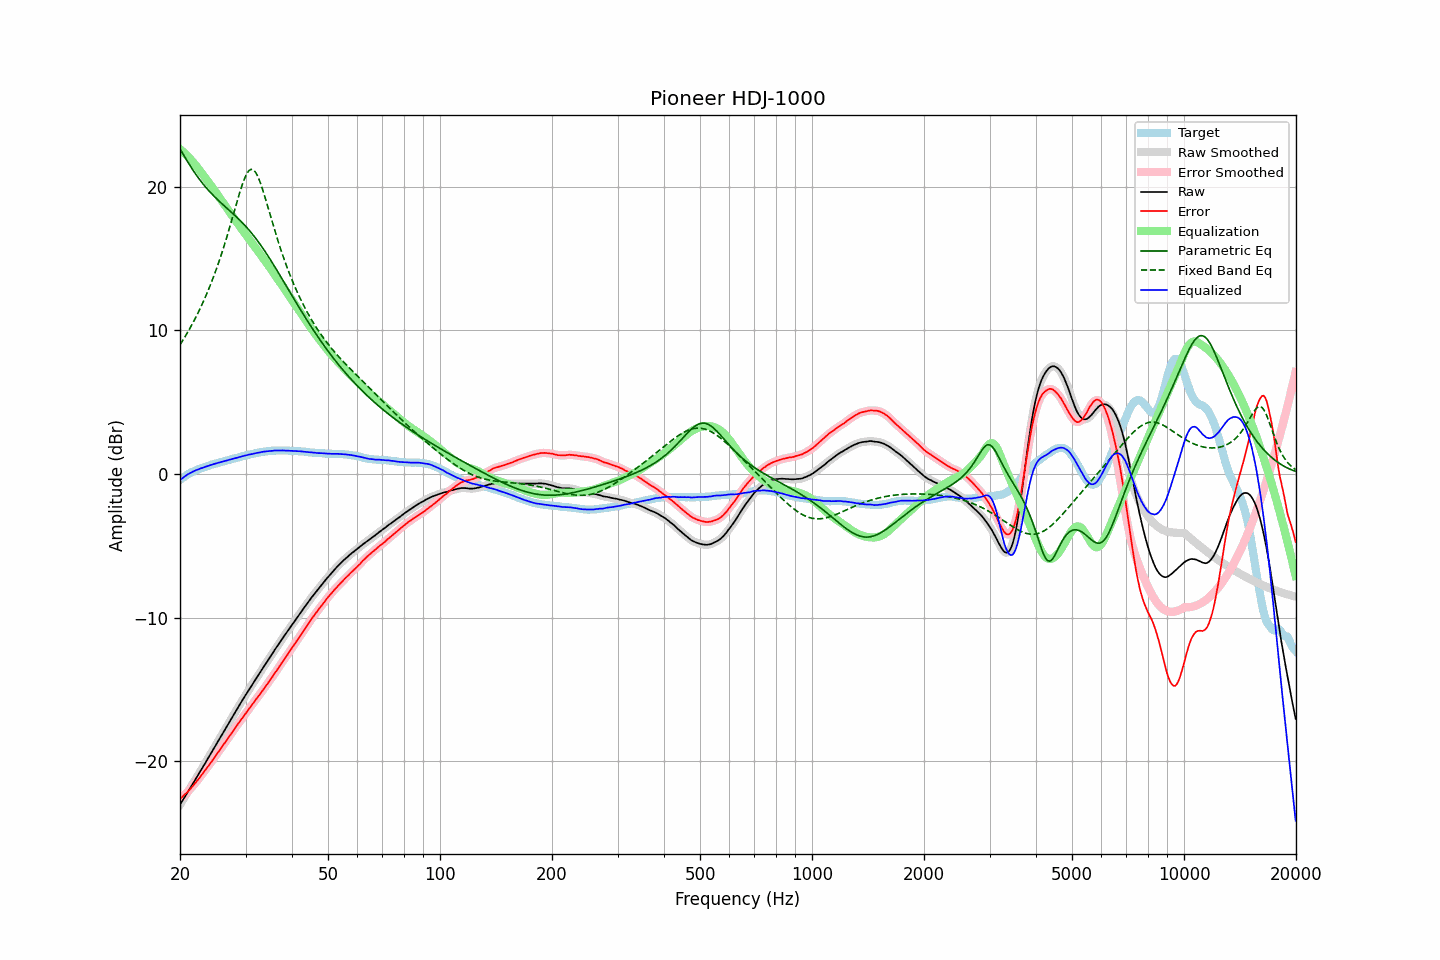 Pioneer HDJ-1000
Target
Raw Smoothed
Error Smoothed
Raw
Error
Equalization
Parametric Eq
Fixed Band Eq
Equalized
Amplitude (dBr)
20
10
0
−10
−20
20
50
100
200
500
1000
2000
5000
10000
20000
Frequency (Hz)